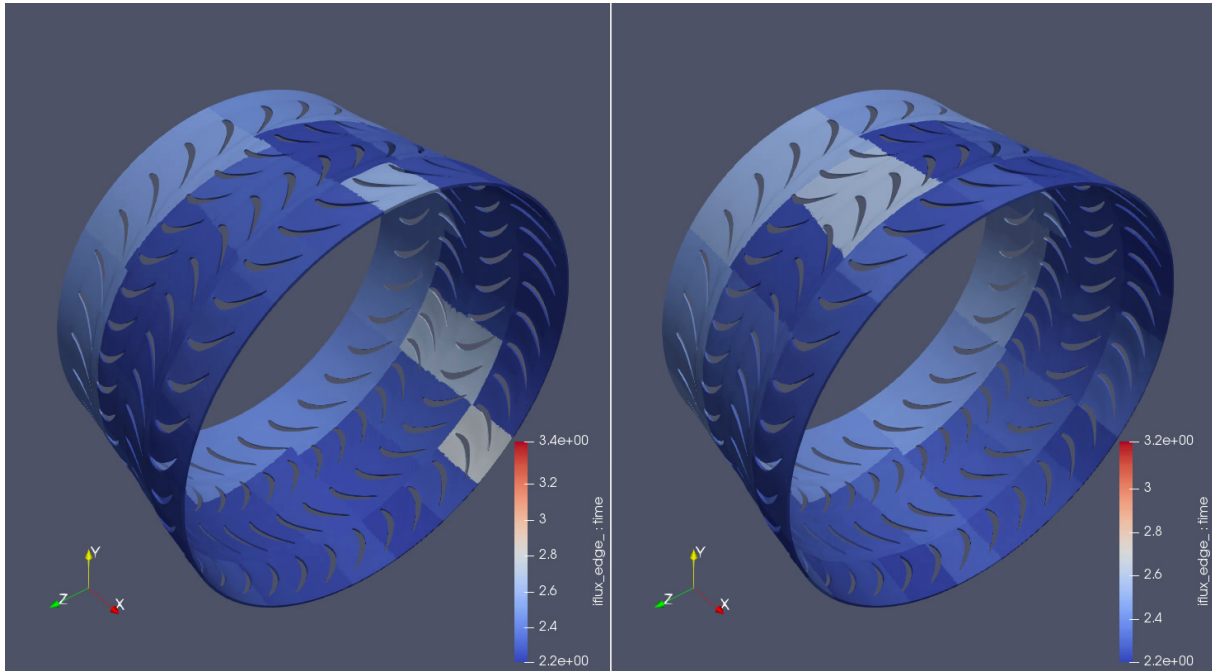 3.4e+00
3.2
3
2.8
2.6
2.4
2.2e+00
iflux_edge_:time
Y
Z
X
3.2e+00
3
2.8
2.6
2.4
2.2e+00
iflux_edge_:time
Y
Z
X